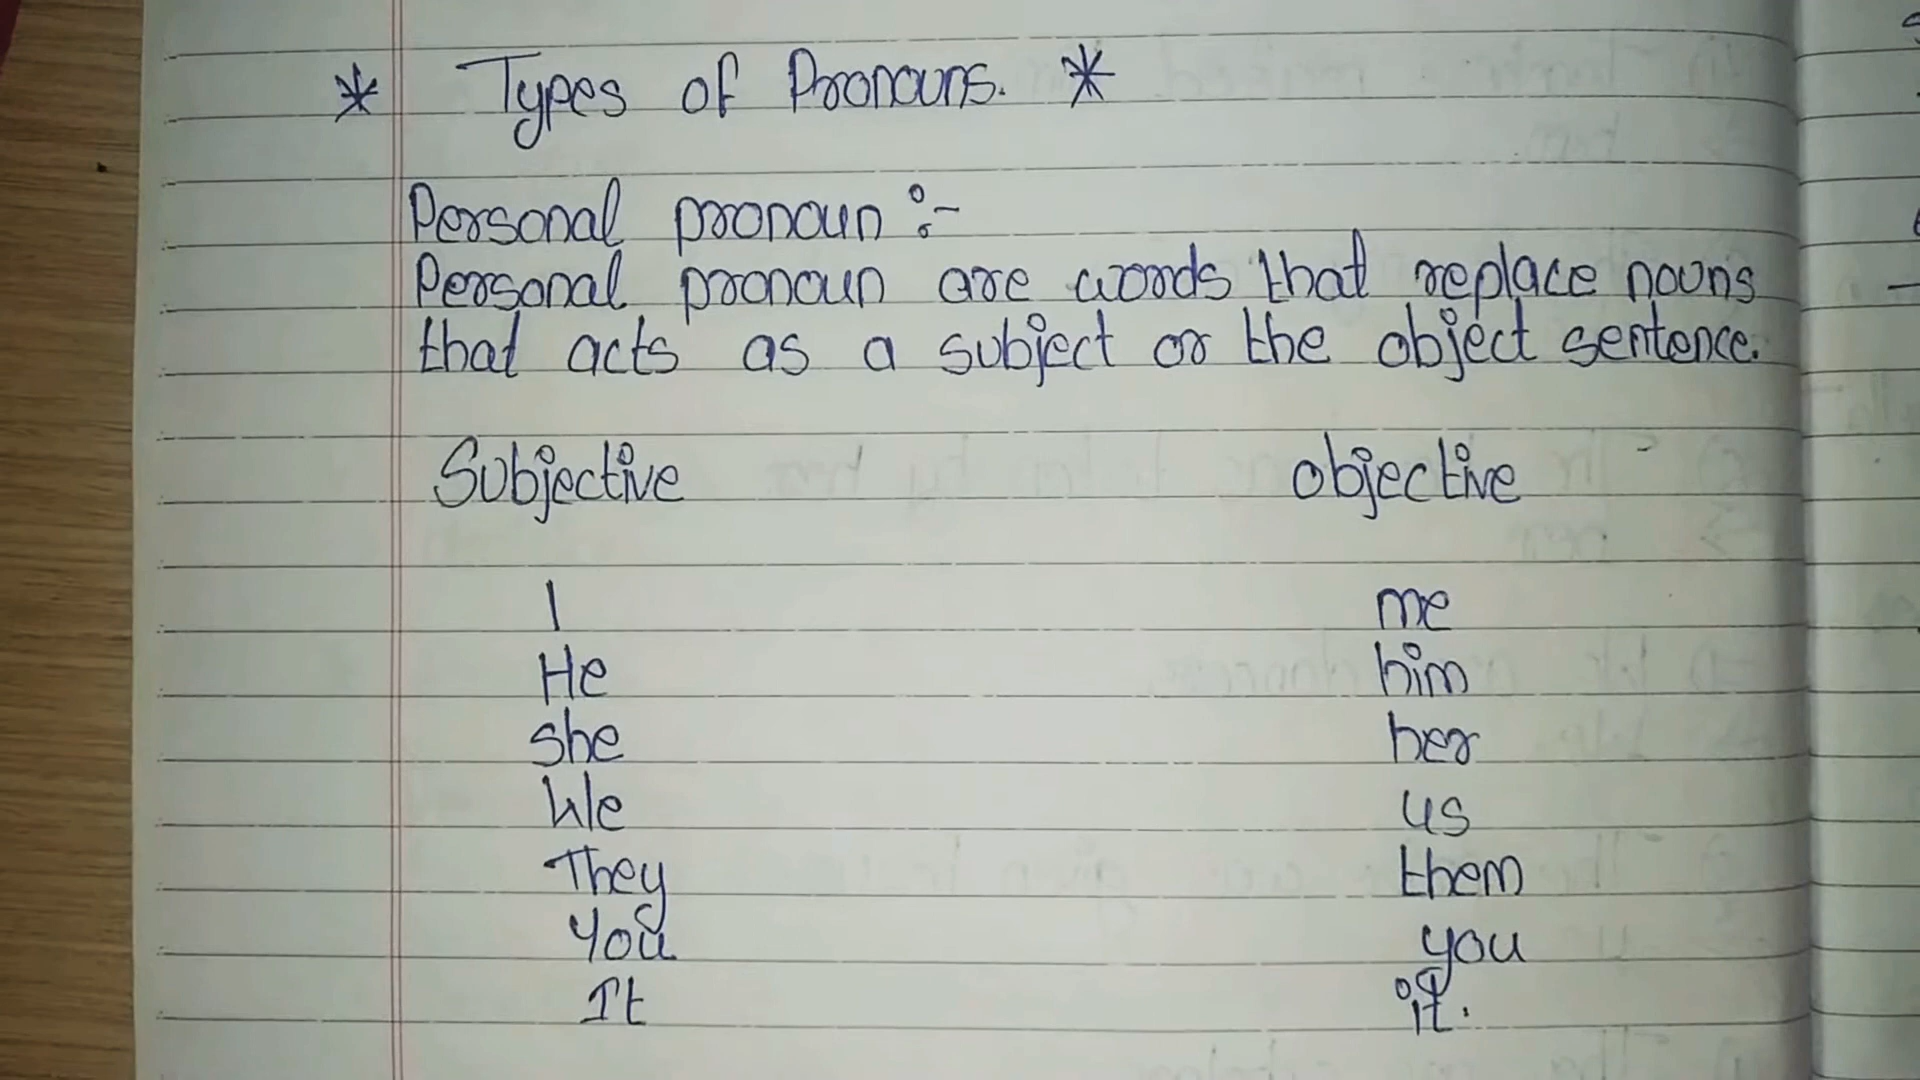 * Types of Pronouns. *
Personal pronoun :-
Personal pronoun are words that replace nouns
that acts as a subject or the object sentence.
Subjective objective
I me
He him
She her
We us
They them
You you
It it.